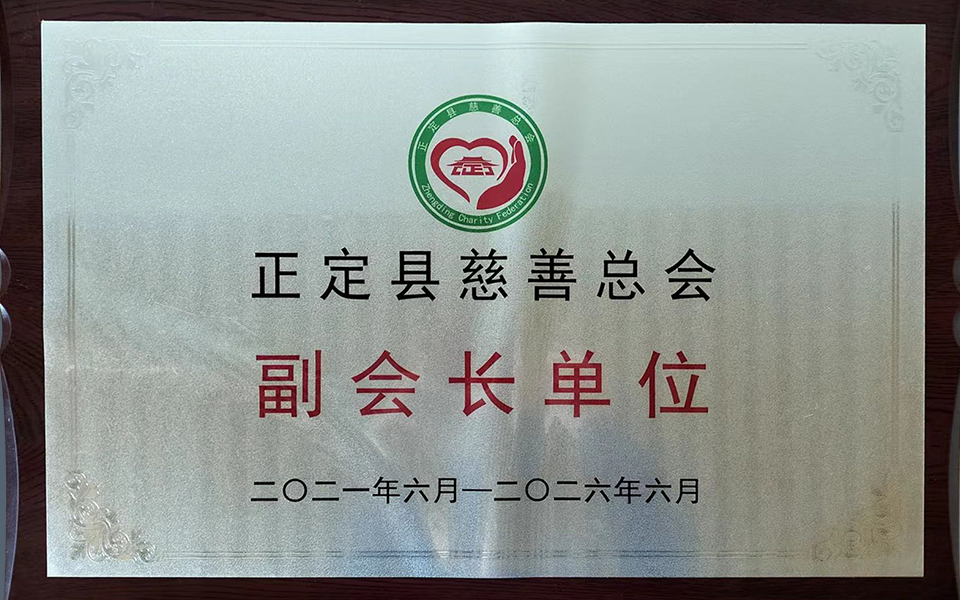 正定县慈善总会
Zhengding Charity Federation
正定县慈善总会
副会长单位
二〇二一年六月—二〇二六年六月